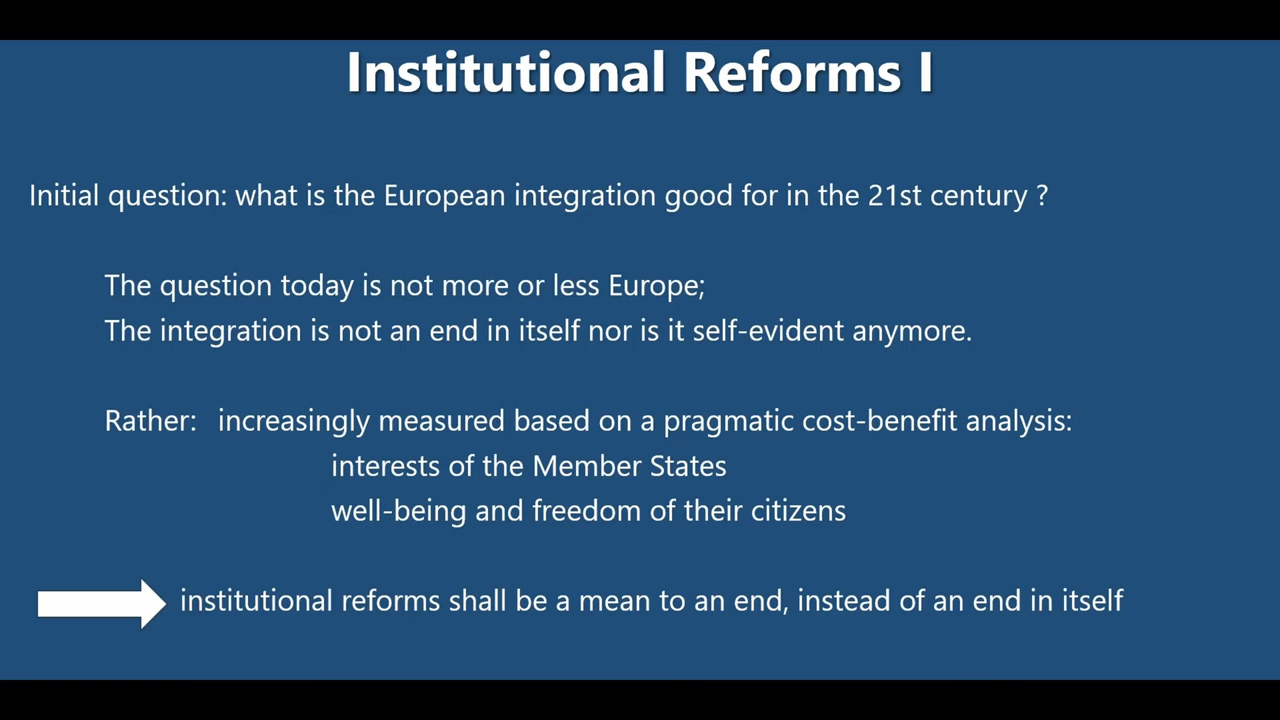 Institutional Reforms I
Initial question: what is the European integration good for in the 21st century ?
The question today is not more or less Europe;
The integration is not an end in itself nor is it self-evident anymore.
Rather: increasingly measured based on a pragmatic cost-benefit analysis:
interests of the Member States
well-being and freedom of their citizens
institutional reforms shall be a mean to an end, instead of an end in itself